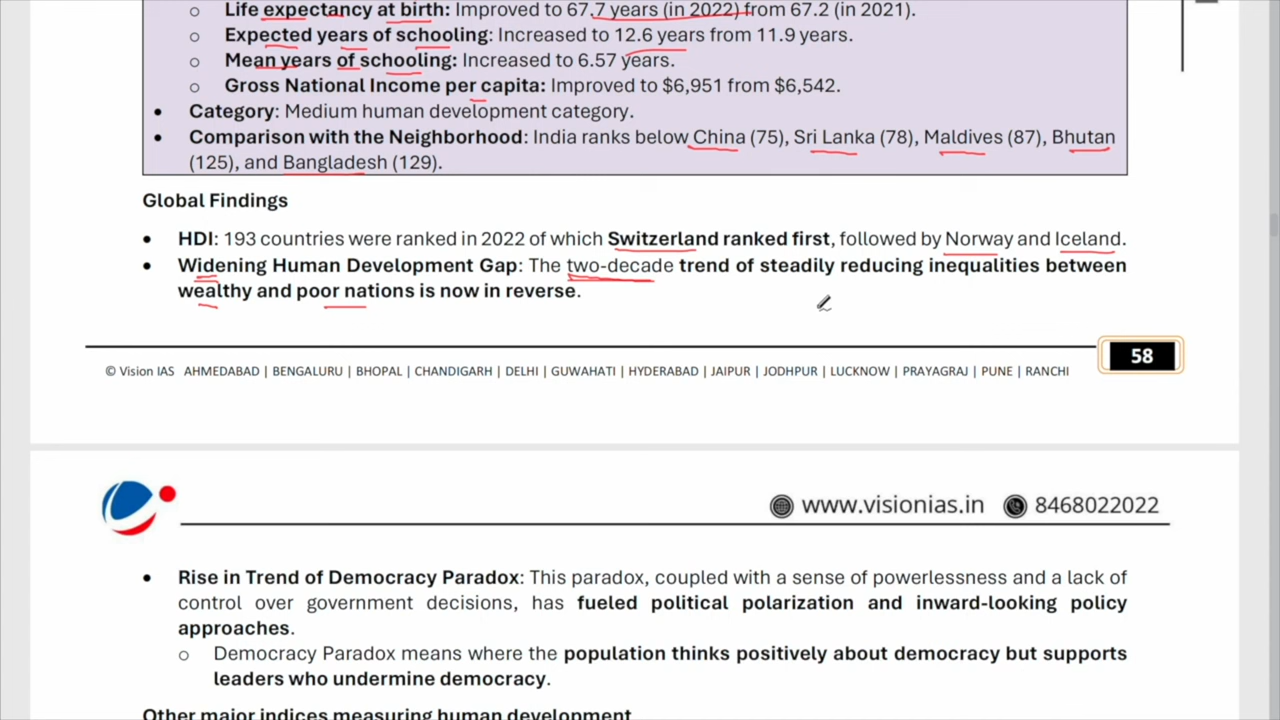 o Life expectancy at birth: Improved to 67.7 years (in 2022) from 67.2 (in 2021).
o Expected years of schooling: Increased to 12.6 years from 11.9 years.
o Mean years of schooling: Increased to 6.57 years.
o Gross National Income per capita: Improved to $6,951 from $6,542.
• Category: Medium human development category.
• Comparison with the Neighborhood: India ranks below China (75), Sri Lanka (78), Maldives (87), Bhutan
(125), and Bangladesh (129).
Global Findings
• HDI: 193 countries were ranked in 2022 of which Switzerland ranked first, followed by Norway and Iceland.
• Widening Human Development Gap: The two-decade trend of steadily reducing inequalities between
wealthy and poor nations is now in reverse.
58
© Vision IAS AHMEDABAD | BENGALURU | BHOPAL | CHANDIGARH | DELHI | GUWAHATI | HYDERABAD | JAIPUR | JODHPUR | LUCKNOW | PRAYAGRAJ | PUNE | RANCHI
www.visionias.in 8468022022
• Rise in Trend of Democracy Paradox: This paradox, coupled with a sense of powerlessness and a lack of
control over government decisions, has fueled political polarization and inward-looking policy
approaches.
o Democracy Paradox means where the population thinks positively about democracy but supports
leaders who undermine democracy.
Other major indices measuring human development